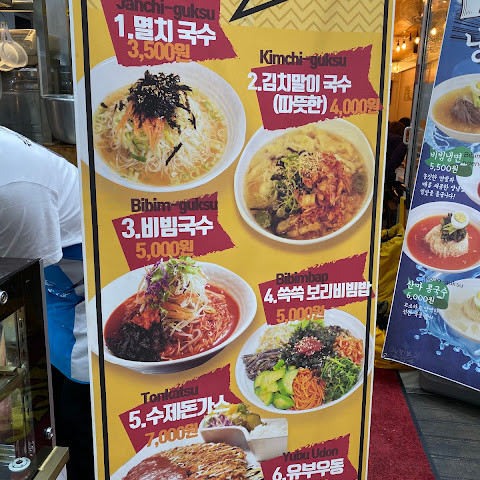 Janchi-guksu
1.멸치 국수
3,500원
Kimchi-guksu
2.김치말이 국수
(따뜻한) 4,000원
Bibim-guksu
3.비빔국수
5,000원
Bibimbap
4.쓱쓱 보리비빔밥
5,000원
Tonkatsu
5.수제돈가스
7,000원
Yubu Udon
6.유부우동
비빔냉면
5,500원
6,000원